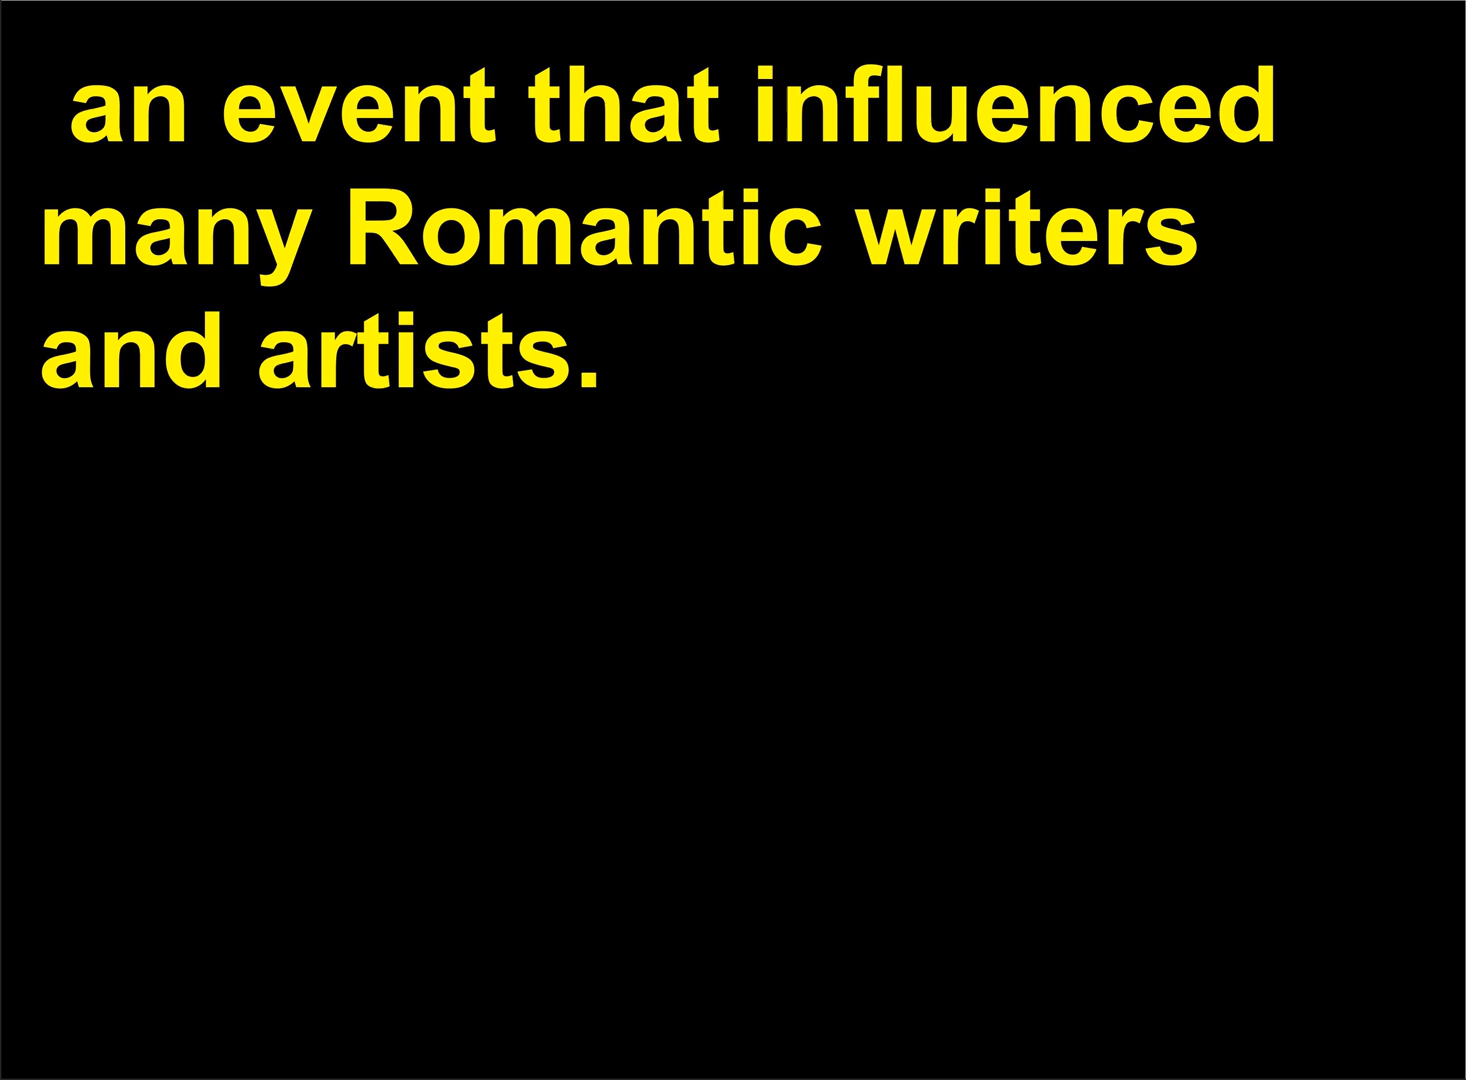 an event that influenced
many Romantic writers
and artists.